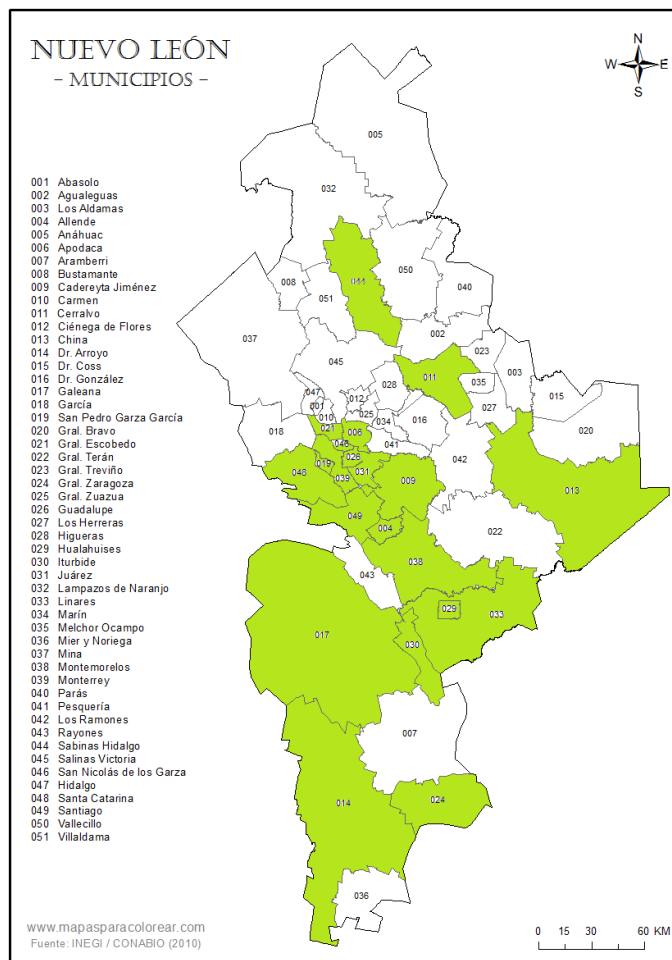 NUEVO LEÓN
- MUNICIPIOS -
N
W E
S
001 Abasolo
002 Agualeguas
003 Los Aldamas
004 Allende
005 Anáhuac
006 Apodaca
007 Aramberri
008 Bustamante
009 Cadereyta Jiménez
010 Carmen
011 Cerralvo
012 Ciénega de Flores
013 China
014 Dr. Arroyo
015 Dr. Coss
016 Dr. González
017 Galeana
018 García
019 San Pedro Garza García
020 Gral. Bravo
021 Gral. Escobedo
022 Gral. Terán
023 Gral. Treviño
024 Gral. Zaragoza
025 Gral. Zuazua
026 Guadalupe
027 Los Herreras
028 Higueras
029 Hualahuises
030 Iturbide
031 Juárez
032 Lampazos de Naranjo
033 Linares
034 Marín
035 Melchor Ocampo
036 Mier y Noriega
037 Mina
038 Montemorelos
039 Monterrey
040 Parás
041 Pesquería
042 Los Ramones
043 Rayones
044 Sabinas Hidalgo
045 Salinas Victoria
046 San Nicolás de los Garza
047 Hidalgo
048 Santa Catarina
049 Santiago
050 Vallecillo
051 Villaldama
005
032
050
044
008
051
040
037
002
023
045
003
011
035
028
015
047
012
001
027
010
025
034
016
020
018
021
006
041
046
042
026
019
048
031
039
009
013
049
004
022
038
043
029
033
017
030
007
014
024
036
www.mapasparacolorear.com
Fuente: INEGI / CONABIO (2010)
0 15 30 60 KM